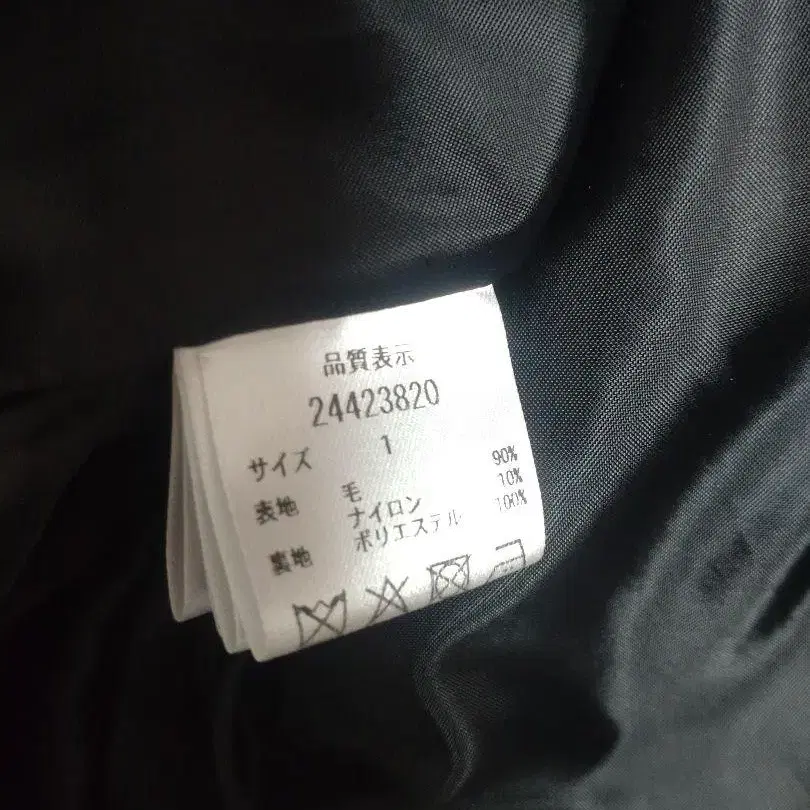 品質表示
24423820
サイズ 1
表地 毛 90%
ナイロン 10%
裏地 ポリエステル 100%